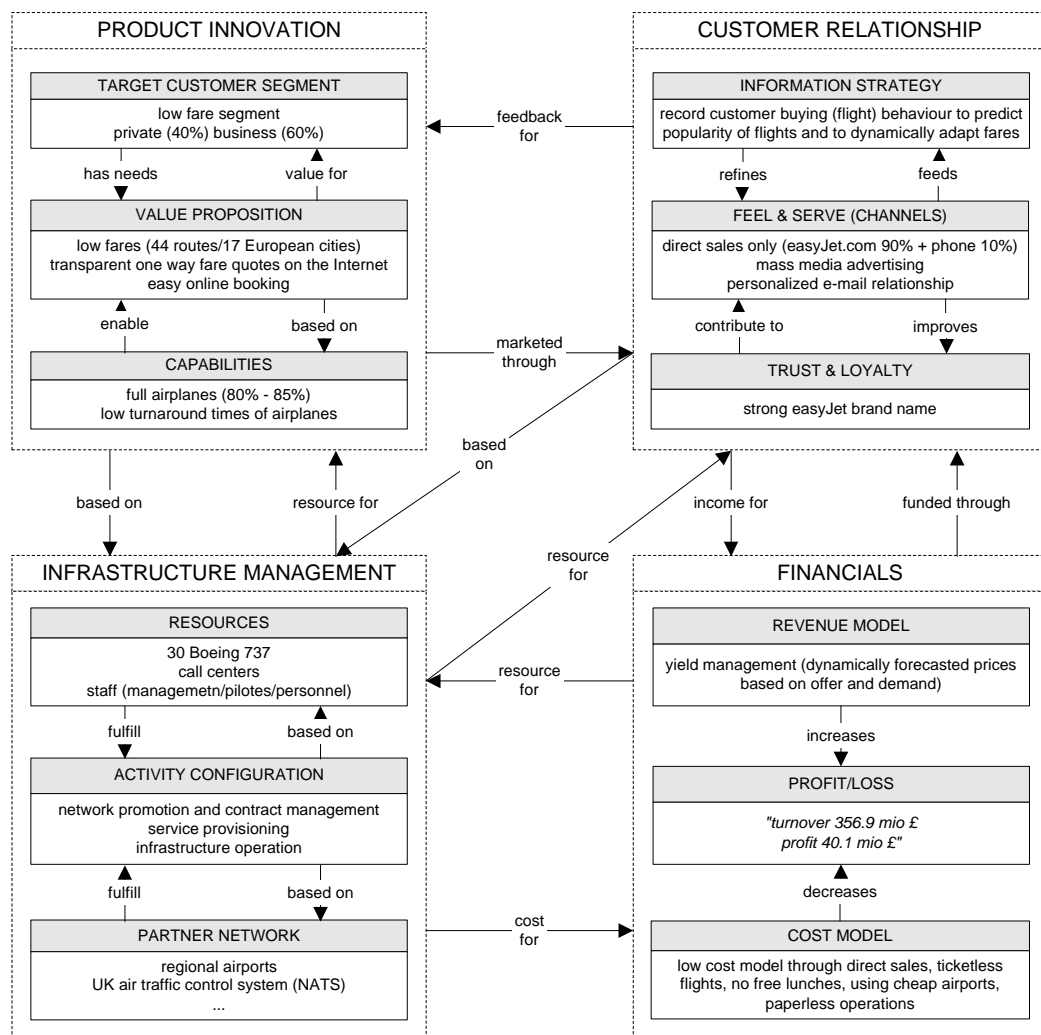 PRODUCT INNOVATION
TARGET CUSTOMER SEGMENT
low fare segment
private (40%) business (60%)
has needs
value for
VALUE PROPOSITION
low fares (44 routes/17 European cities)
transparent one way fare quotes on the Internet
easy online booking
enable
based on
CAPABILITIES
full airplanes (80% - 85%)
low turnaround times of airplanes
feedback
for
marketed
through
CUSTOMER RELATIONSHIP
INFORMATION STRATEGY
record customer buying (flight) behaviour to predict
popularity of flights and to dynamically adapt fares
refines
feeds
FEEL & SERVE (CHANNELS)
direct sales only (easyJet.com 90% + phone 10%)
mass media advertising
personalized e-mail relationship
contribute to
improves
TRUST & LOYALTY
strong easyJet brand name
based on
resource for
based
on
resource
for
income for
funded through
INFRASTRUCTURE MANAGEMENT
RESOURCES
30 Boeing 737
call centers
staff (managemetn/pilotes/personnel)
fulfill
based on
ACTIVITY CONFIGURATION
network promotion and contract management
service provisioning
infrastructure operation
fulfill
based on
PARTNER NETWORK
regional airports
UK air traffic control system (NATS)
...
resource
for
cost
for
FINANCIALS
REVENUE MODEL
yield management (dynamically forecasted prices
based on offer and demand)
increases
PROFIT/LOSS
"turnover 356.9 mio £
profit 40.1 mio £"
decreases
COST MODEL
low cost model through direct sales, ticketless
flights, no free lunches, using cheap airports,
paperless operations